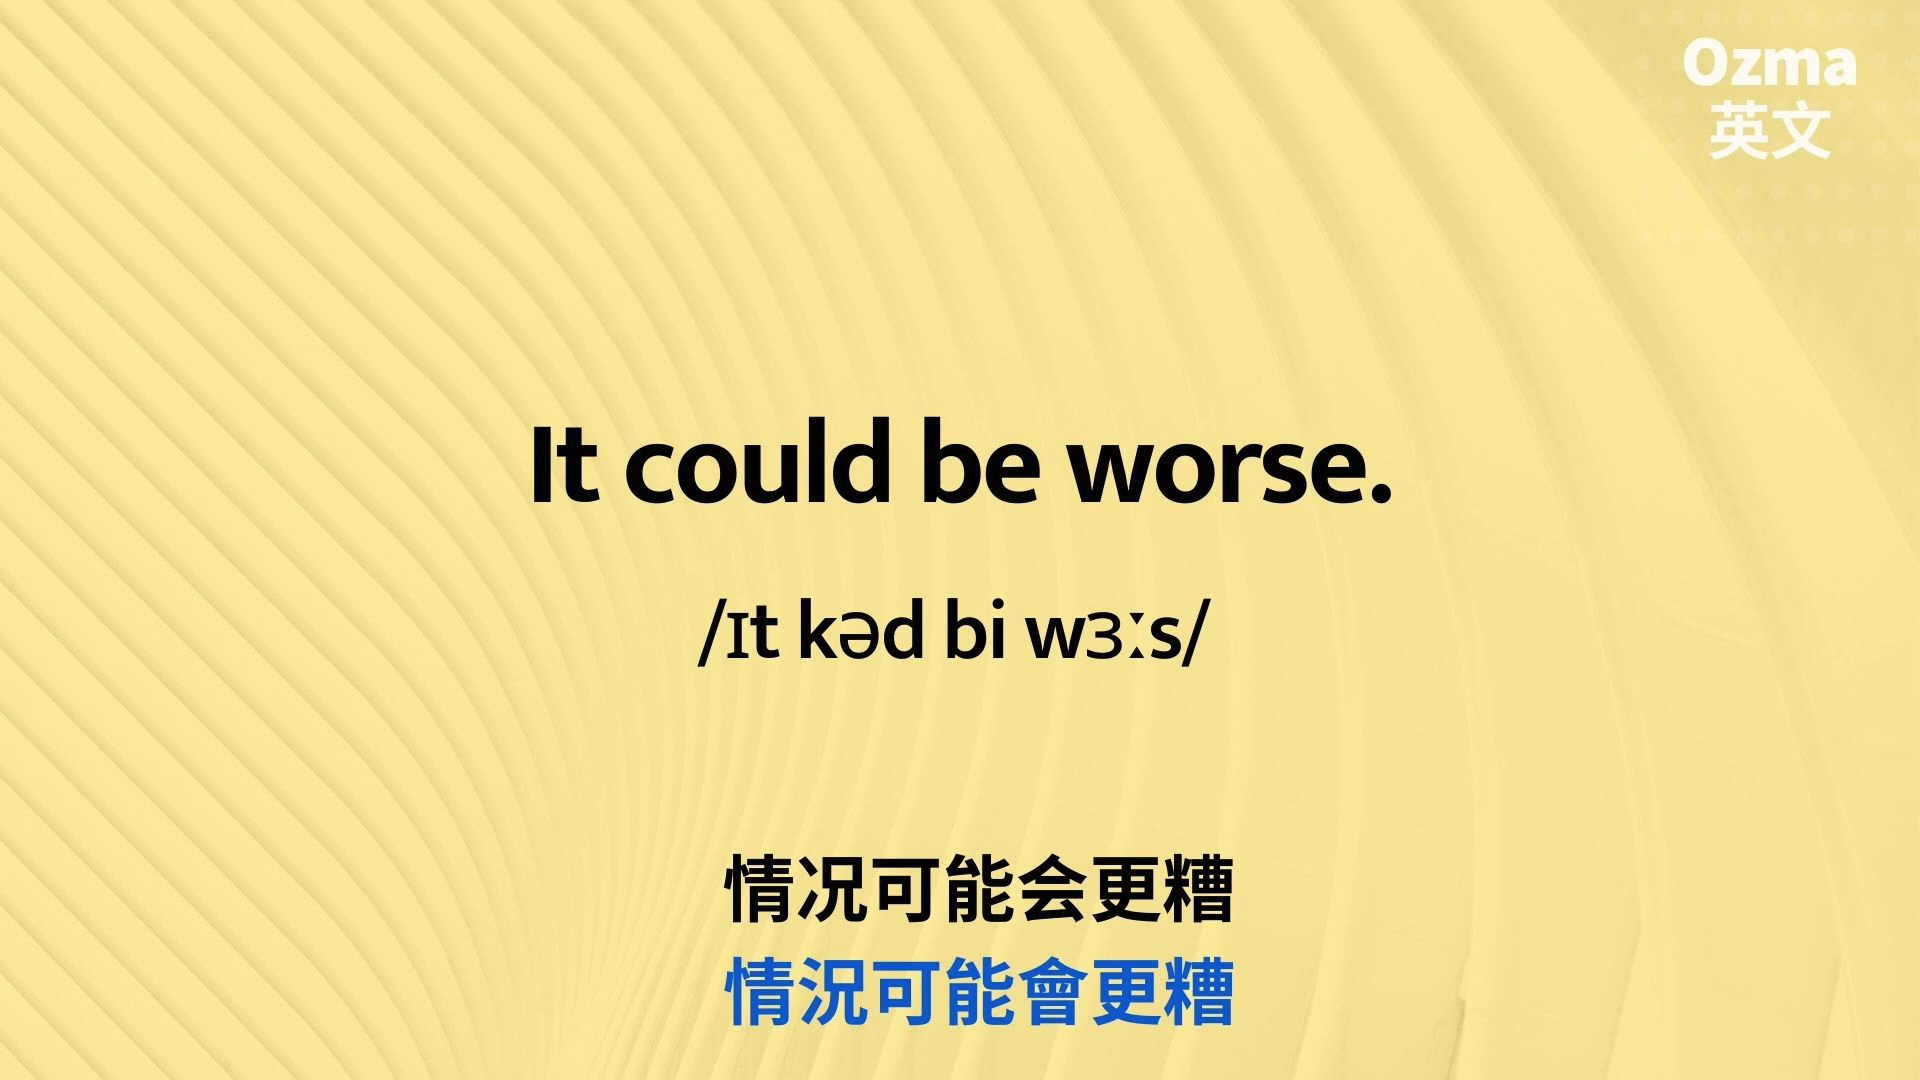 Ozma
英文
It could be worse.
/ɪt kəd bi wɜːs/
情况可能会更糟
情況可能會更糟